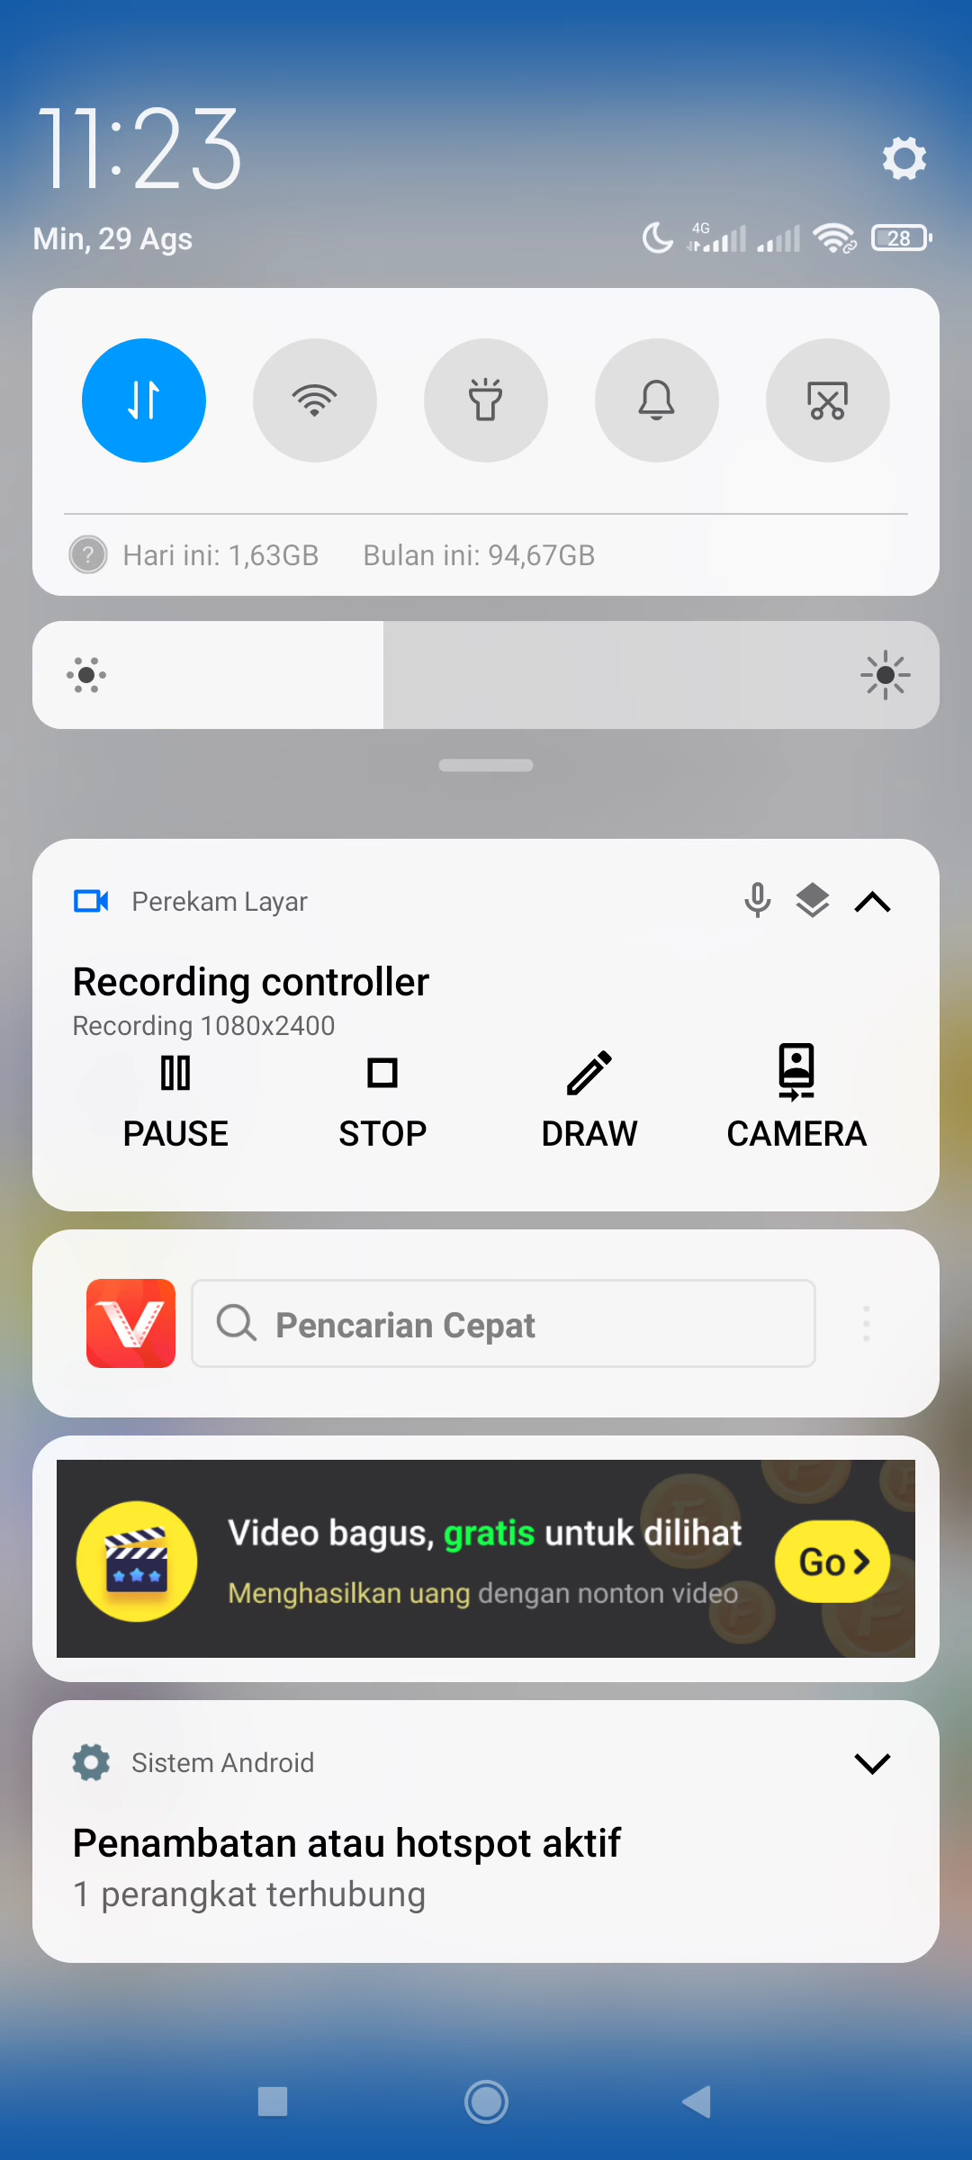 11:23
Min, 29 Ags
4G
28
Hari ini: 1,63GB Bulan ini: 94,67GB
Perekam Layar
Recording controller
Recording 1080x2400
PAUSE STOP DRAW CAMERA
Pencarian Cepat
Video bagus, gratis untuk dilihat
Menghasilkan uang dengan nonton video
Go
Sistem Android
Penambatan atau hotspot aktif
1 perangkat terhubung